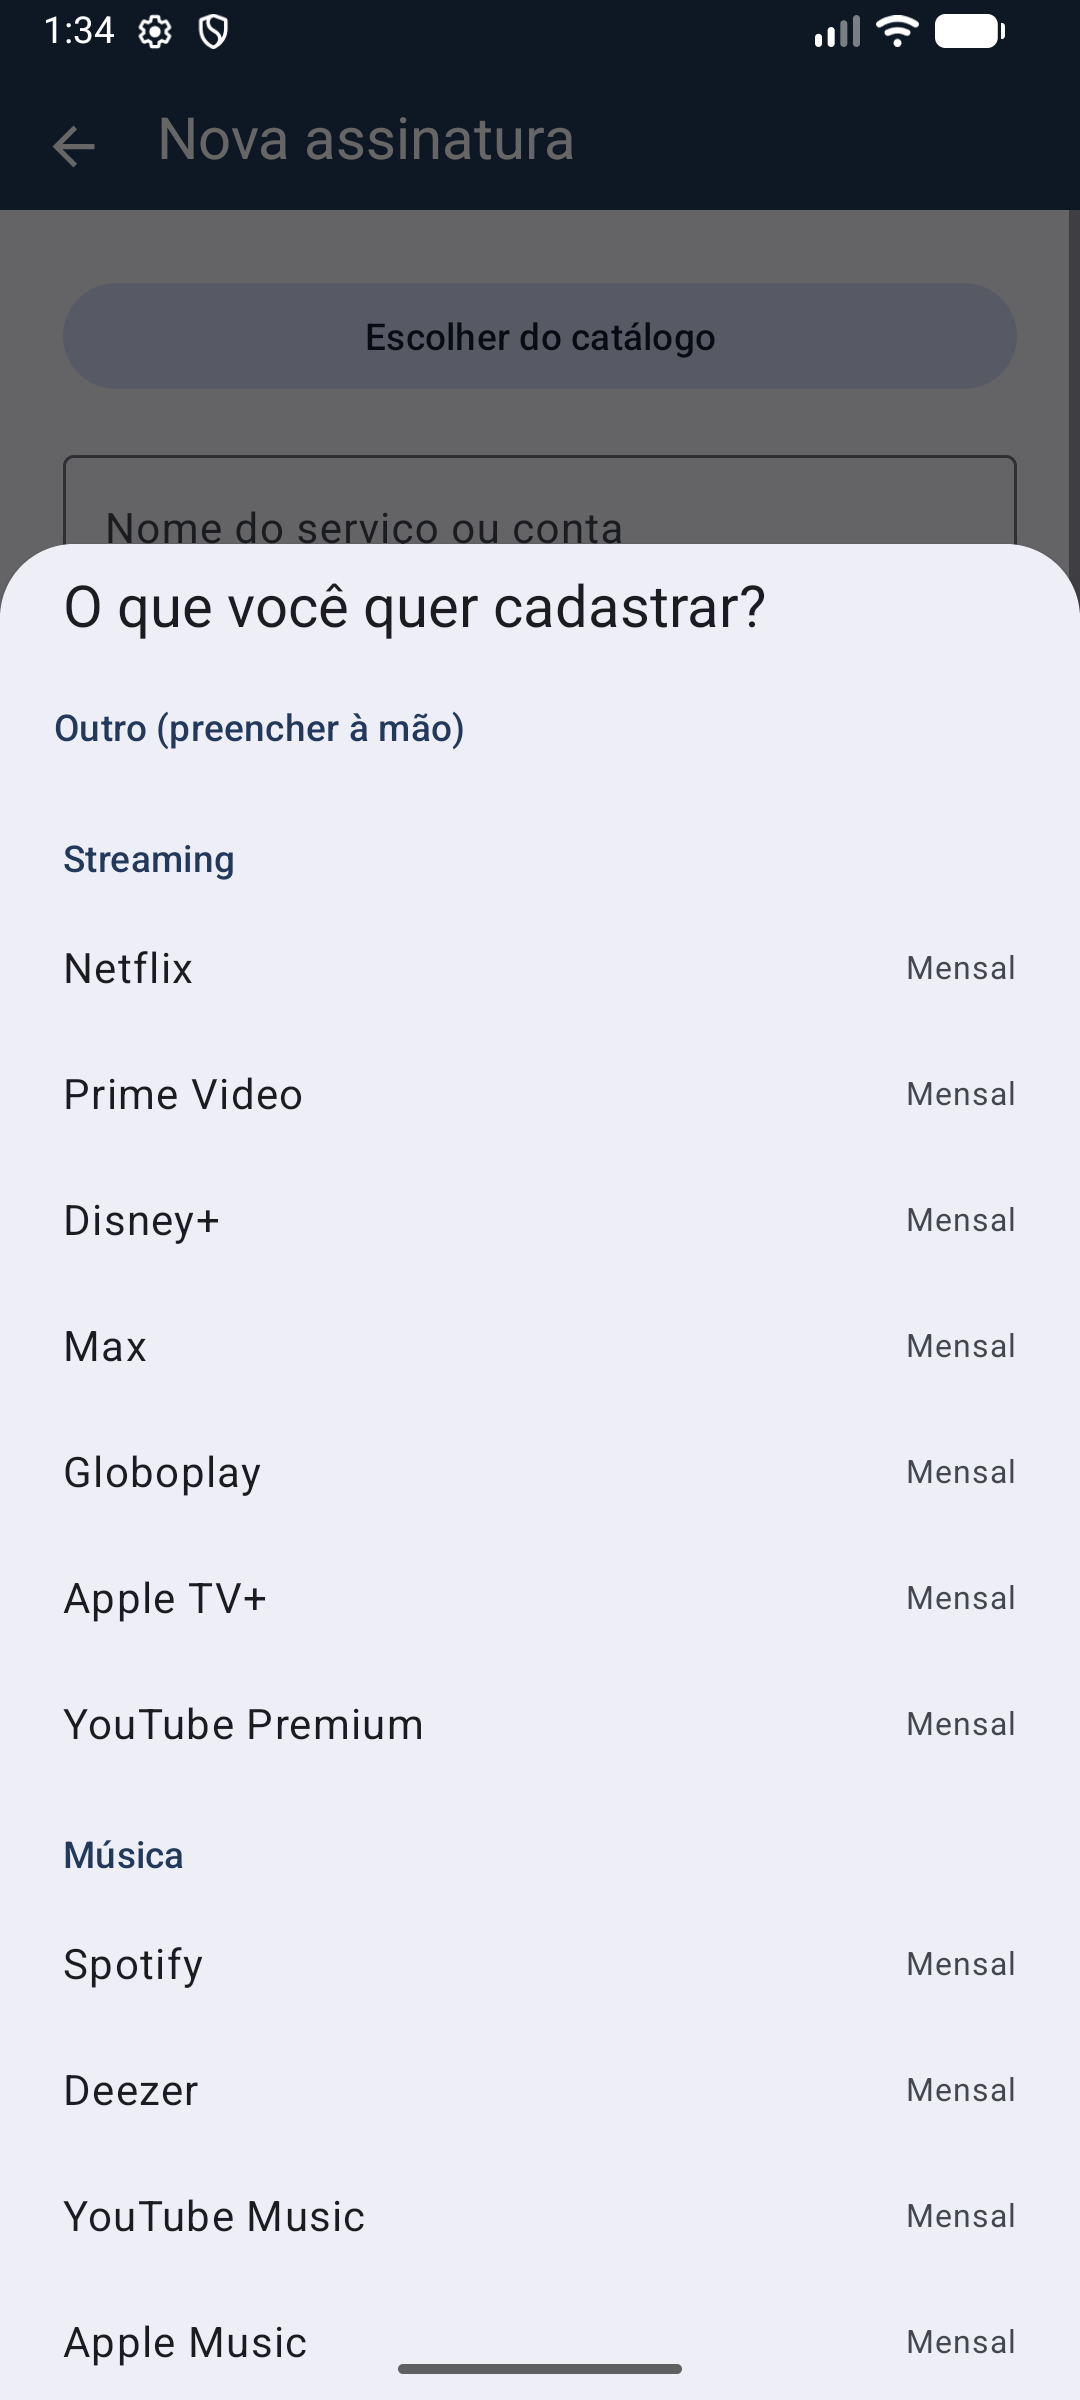 1:34
Nova assinatura
Escolher do catálogo
Nome do serviço ou conta
O que você quer cadastrar?
Outro (preencher à mão)
Streaming
Netflix Mensal
Prime Video Mensal
Disney+ Mensal
Max Mensal
Globoplay Mensal
Apple TV+ Mensal
YouTube Premium Mensal
Música
Spotify Mensal
Deezer Mensal
YouTube Music Mensal
Apple Music Mensal